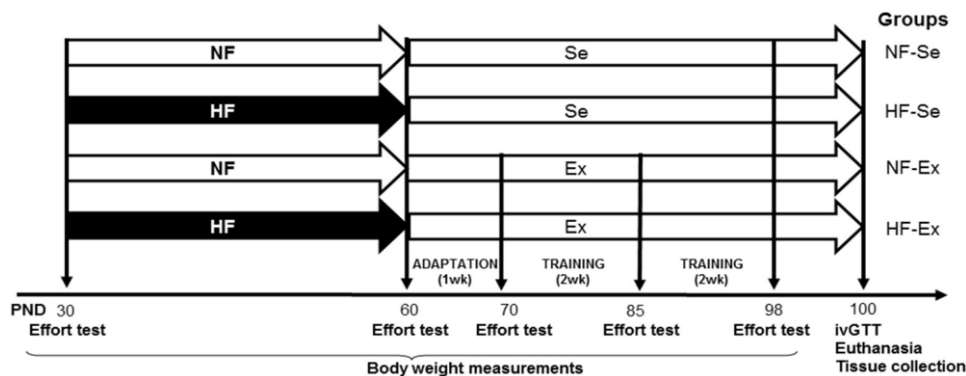 Groups
NF Se NF-Se
HF Se HF-Se
NF Ex NF-Ex
HF Ex HF-Ex
ADAPTATION TRAINING TRAINING
(1wk) (2wk) (2wk)
PND 30 60 70 85 98 100
Effort test Effort test Effort test Effort test Effort test ivGTT
Euthanasia
Body weight measurements Tissue collection